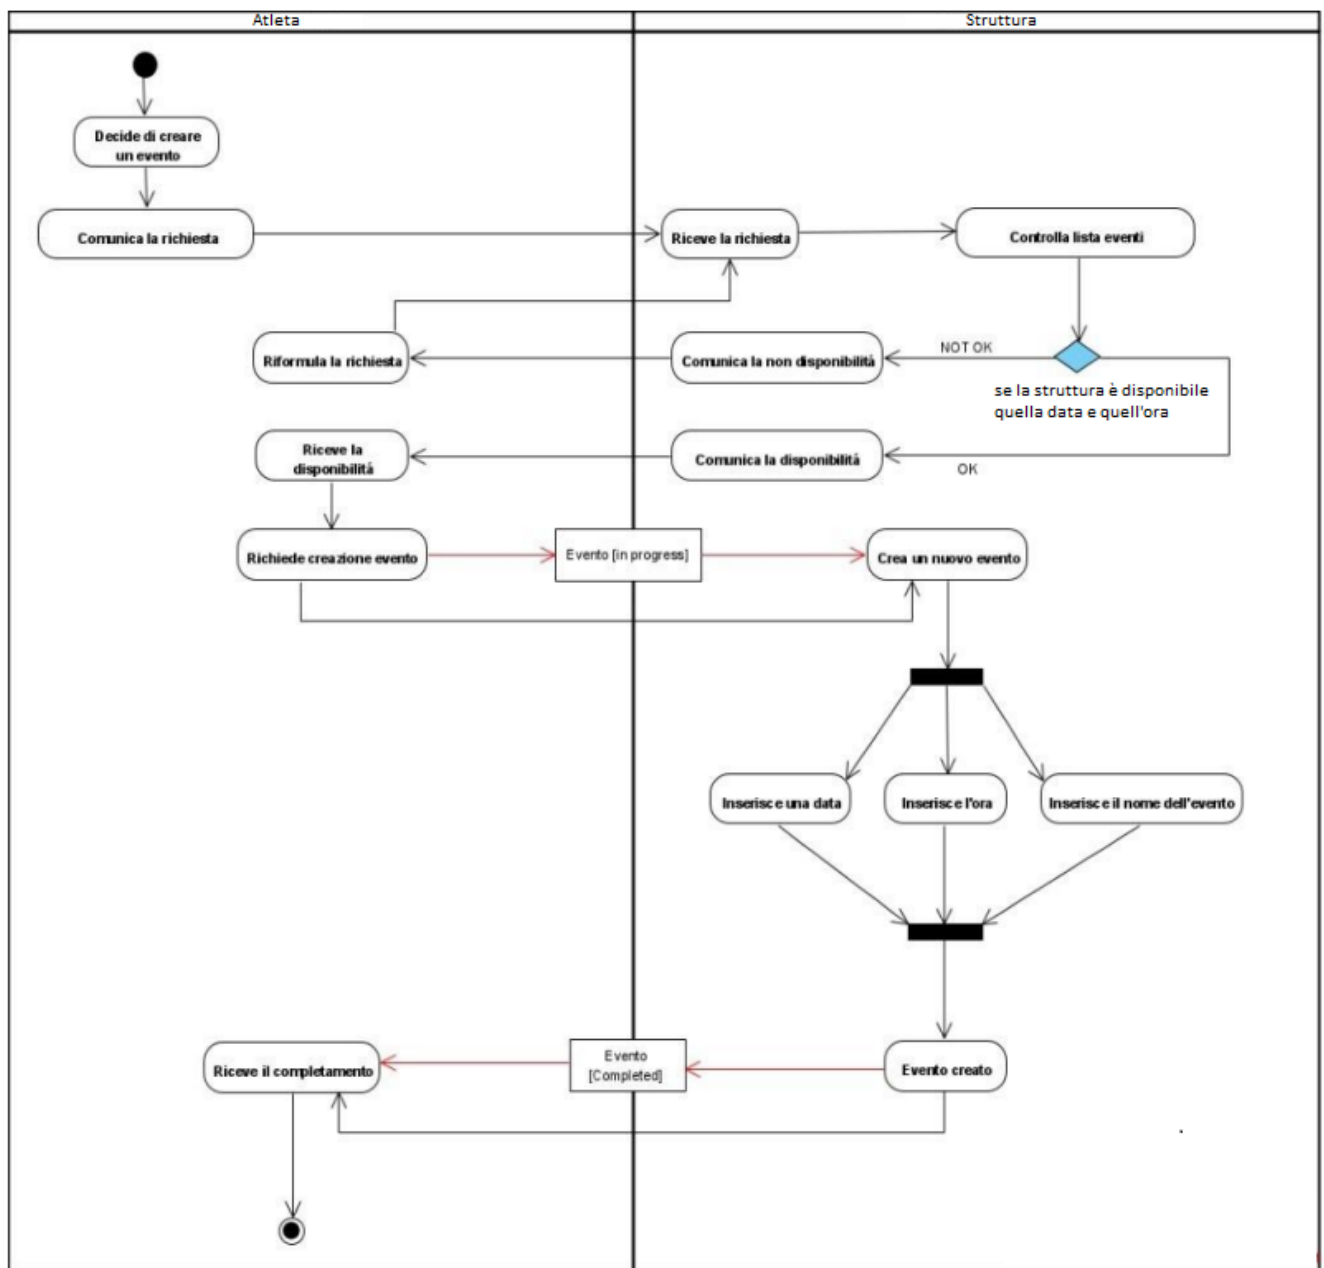 Atleta
Struttura
Decide di creare
un evento
Comunica la richiesta
Riceve la richiesta
Controlla lista eventi
Riformula la richiesta
Comunica la non disponibilitá
NOT OK
se la struttura è disponibile
quella data e quell'ora
Riceve la
disponibilitá
Comunica la disponibilitá
OK
Richiede creazione evento
Evento [in progress]
Crea un nuovo evento
Inserisce una data
Inserisce l'ora
Inserisce il nome dell'evento
Riceve il completamento
Evento
[Completed]
Evento creato